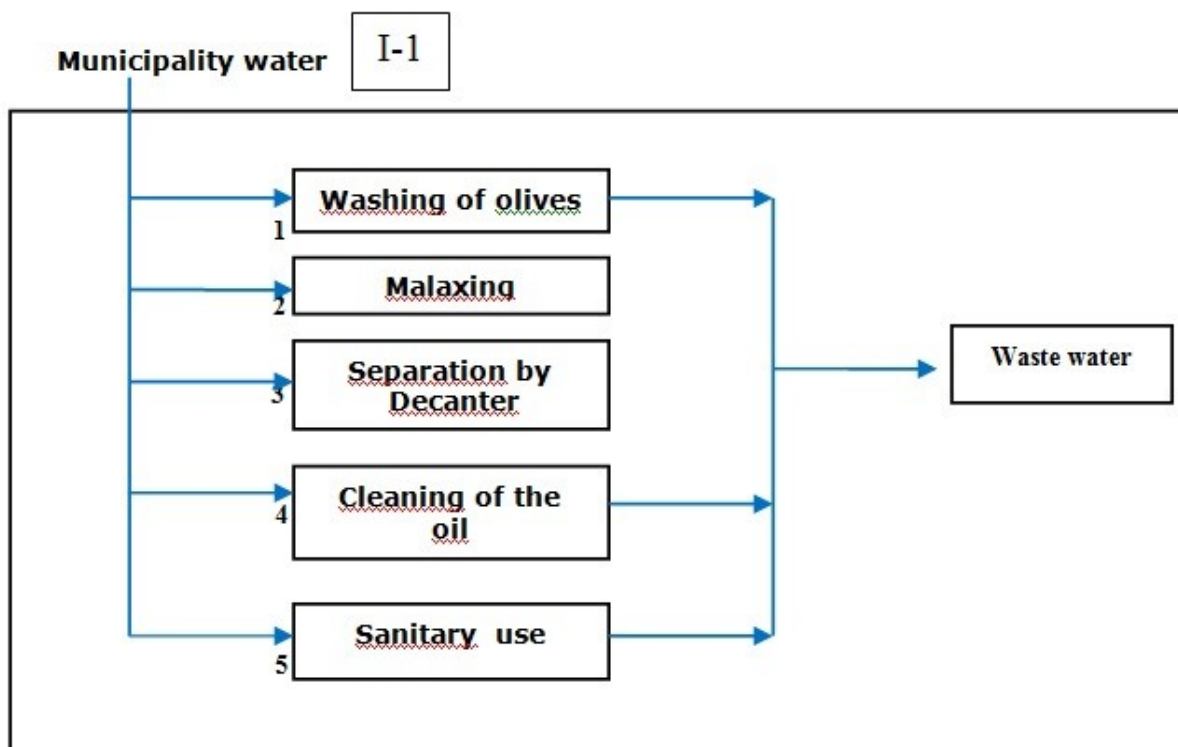 I-1
Municipality water
Washing of olives
1
Malaxing
2
Separation by
Decanter
3
Waste water
Cleaning of the
oil
4
Sanitary use
5